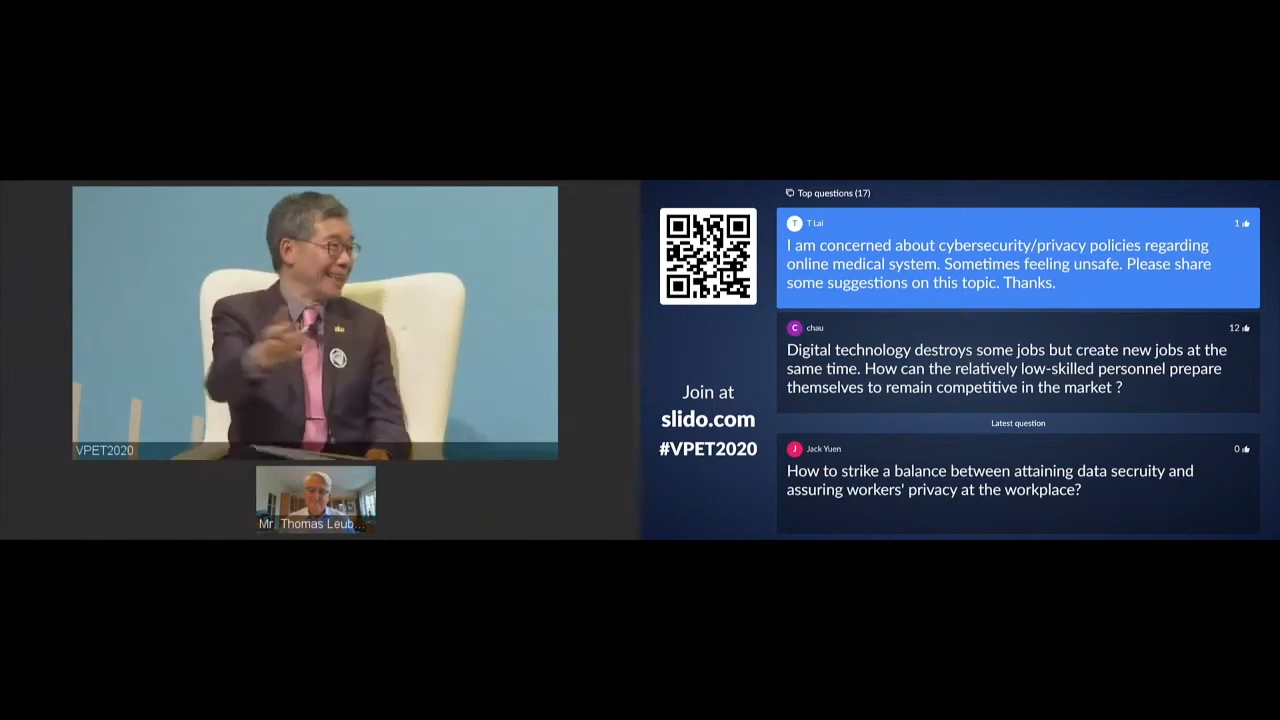 VPET2020
Mr. Thomas Leub...
Join at
slido.com
#VPET2020
Top questions (17)
T
T Lai
1
I am concerned about cybersecurity/privacy policies regarding
online medical system. Sometimes feeling unsafe. Please share
some suggestions on this topic. Thanks.
C
chau
12
Digital technology destroys some jobs but create new jobs at the
same time. How can the relatively low-skilled personnel prepare
themselves to remain competitive in the market ?
Latest question
J
Jack Yuen
0
How to strike a balance between attaining data secruity and
assuring workers' privacy at the workplace?